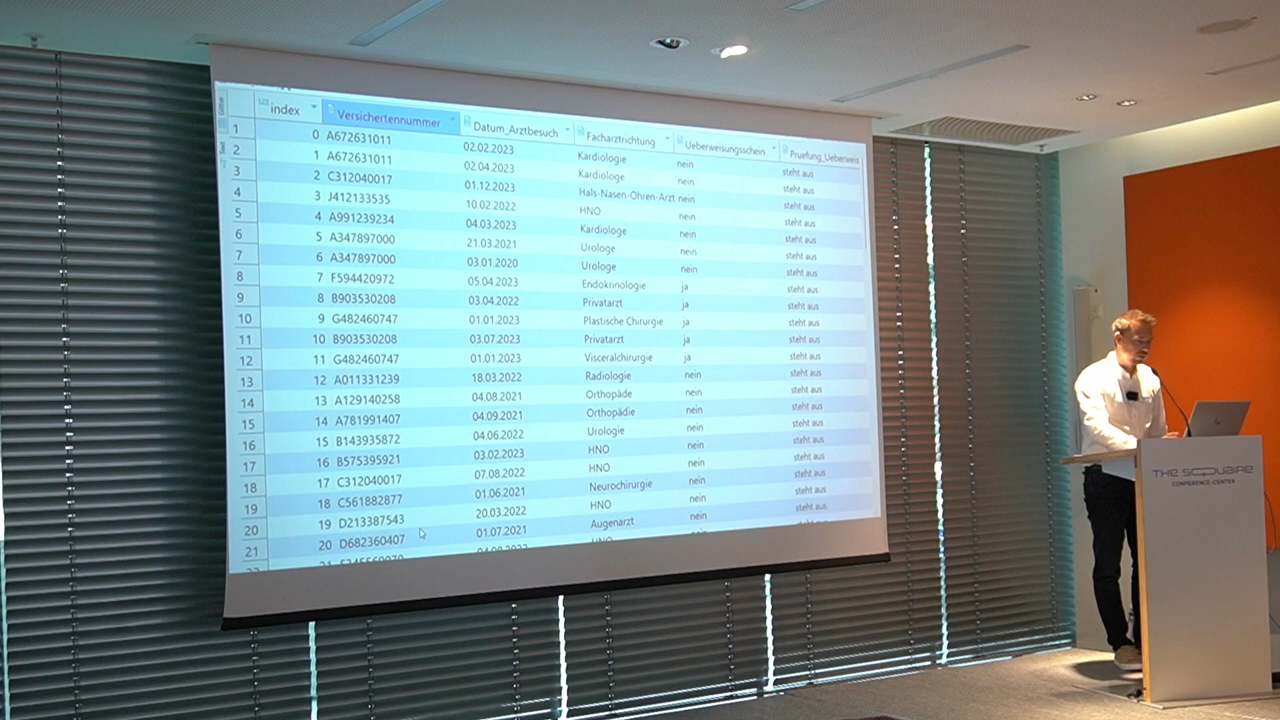 123 index Versichertennummer Datum_Arztbesuch Facharztrichtung Ueberweisungsschein Pruefung_Ueberweis
1 0 A672631011 02.02.2023 Kardiologie nein steht aus
2 1 A672631011 02.04.2023 Kardiologe nein steht aus
3 2 C312040017 01.12.2023 Hals-Nasen-Ohren-Arzt nein steht aus
4 3 J412133535 10.02.2022 HNO nein steht aus
5 4 A991239234 04.03.2023 Kardiologe nein steht aus
6 5 A347897000 21.03.2021 Urologe nein steht aus
7 6 A347897000 03.01.2020 Urologe nein steht aus
8 7 F594420972 05.04.2023 Endokrinologie ja steht aus
9 8 B903530208 03.04.2022 Privatarzt ja steht aus
10 9 G482460747 01.01.2023 Plastische Chirurgie ja steht aus
11 10 B903530208 03.07.2023 Privatarzt ja steht aus
12 11 G482460747 01.01.2023 Visceralchirurgie ja steht aus
13 12 A011331239 18.03.2022 Radiologie nein steht aus
14 13 A129140258 04.08.2021 Orthopäde nein steht aus
15 14 A781991407 04.09.2021 Orthopädie nein steht aus
16 15 B143935872 04.06.2022 Urologie nein steht aus
17 16 B575395921 03.02.2023 HNO nein steht aus
18 17 C312040017 07.08.2022 HNO nein steht aus
19 18 C561882877 01.06.2021 Neurochirurgie nein steht aus
20 19 D213387543 20.03.2022 HNO nein steht aus
21 20 D682360407 01.07.2021 Augenarzt nein steht aus
THE SQUAIRE
CONFERENCE CENTER